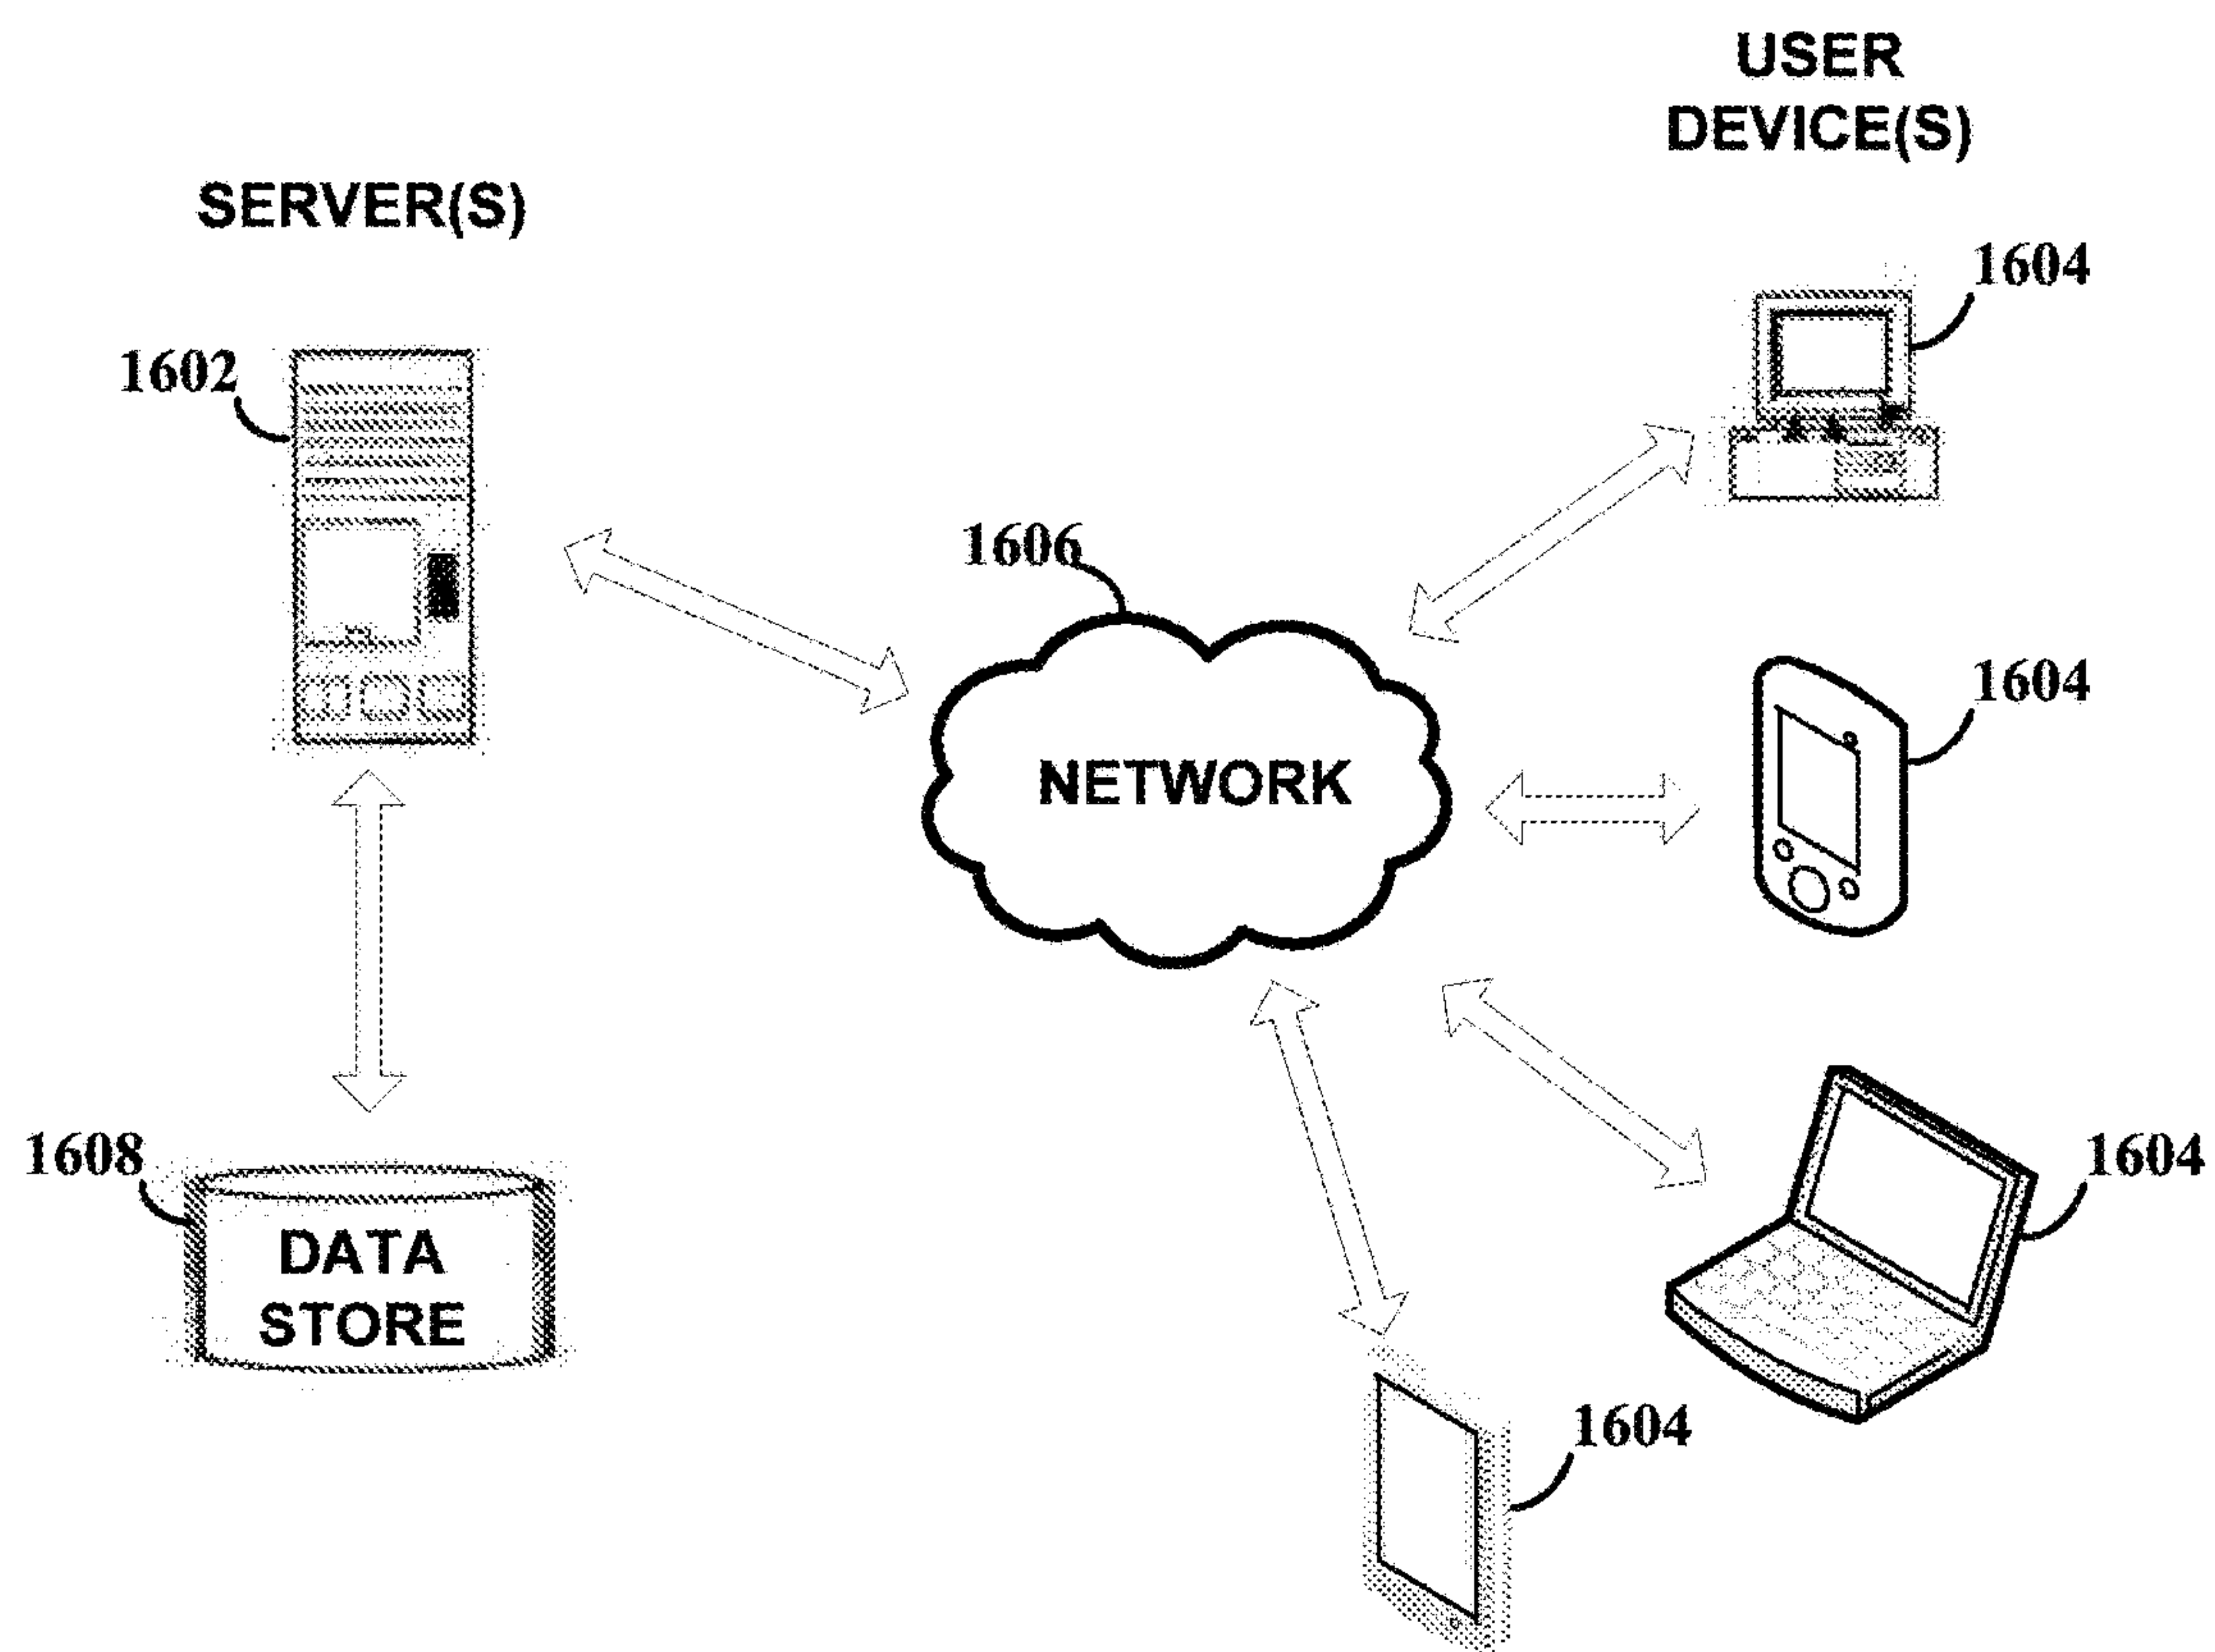 USER
DEVICE(S)
SERVER(S)
1604
1602
1606
1604
NETWORK
1608
1604
DATA
STORE
1604